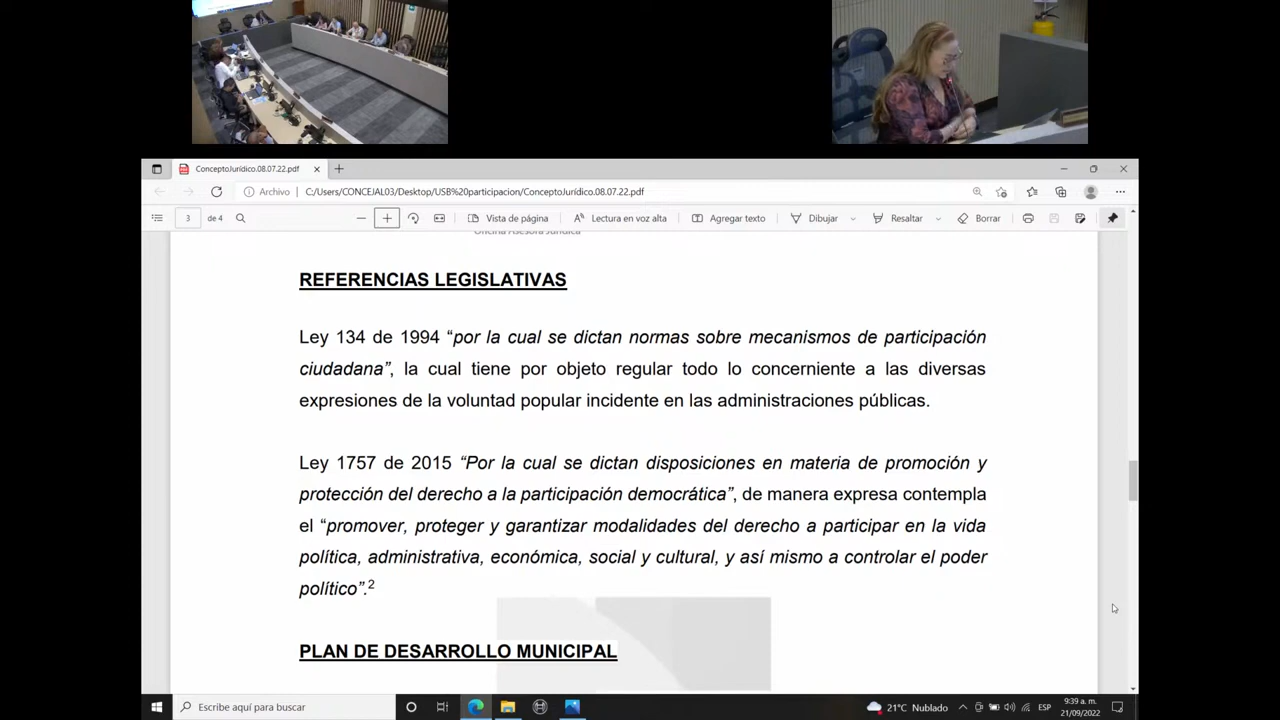 ConceptoJurídico.08.07.22.pdf
Archivo
C:/Users/CONCEJAL03/Desktop/USB%20participacion/ConceptoJurídico.08.07.22.pdf
3 de 4
Vista de página
Lectura en voz alta
Agregar texto
Dibujar
Resaltar
Borrar
Oficina Asesora Jurídica
REFERENCIAS LEGISLATIVAS
Ley 134 de 1994 “por la cual se dictan normas sobre mecanismos de participación
ciudadana”, la cual tiene por objeto regular todo lo concerniente a las diversas
expresiones de la voluntad popular incidente en las administraciones públicas.
Ley 1757 de 2015 “Por la cual se dictan disposiciones en materia de promoción y
protección del derecho a la participación democrática”, de manera expresa contempla
el “promover, proteger y garantizar modalidades del derecho a participar en la vida
política, administrativa, económica, social y cultural, y así mismo a controlar el poder
político”.2
PLAN DE DESARROLLO MUNICIPAL
Escribe aquí para buscar
21°C Nublado
ESP
9:39 a. m.
21/09/2022